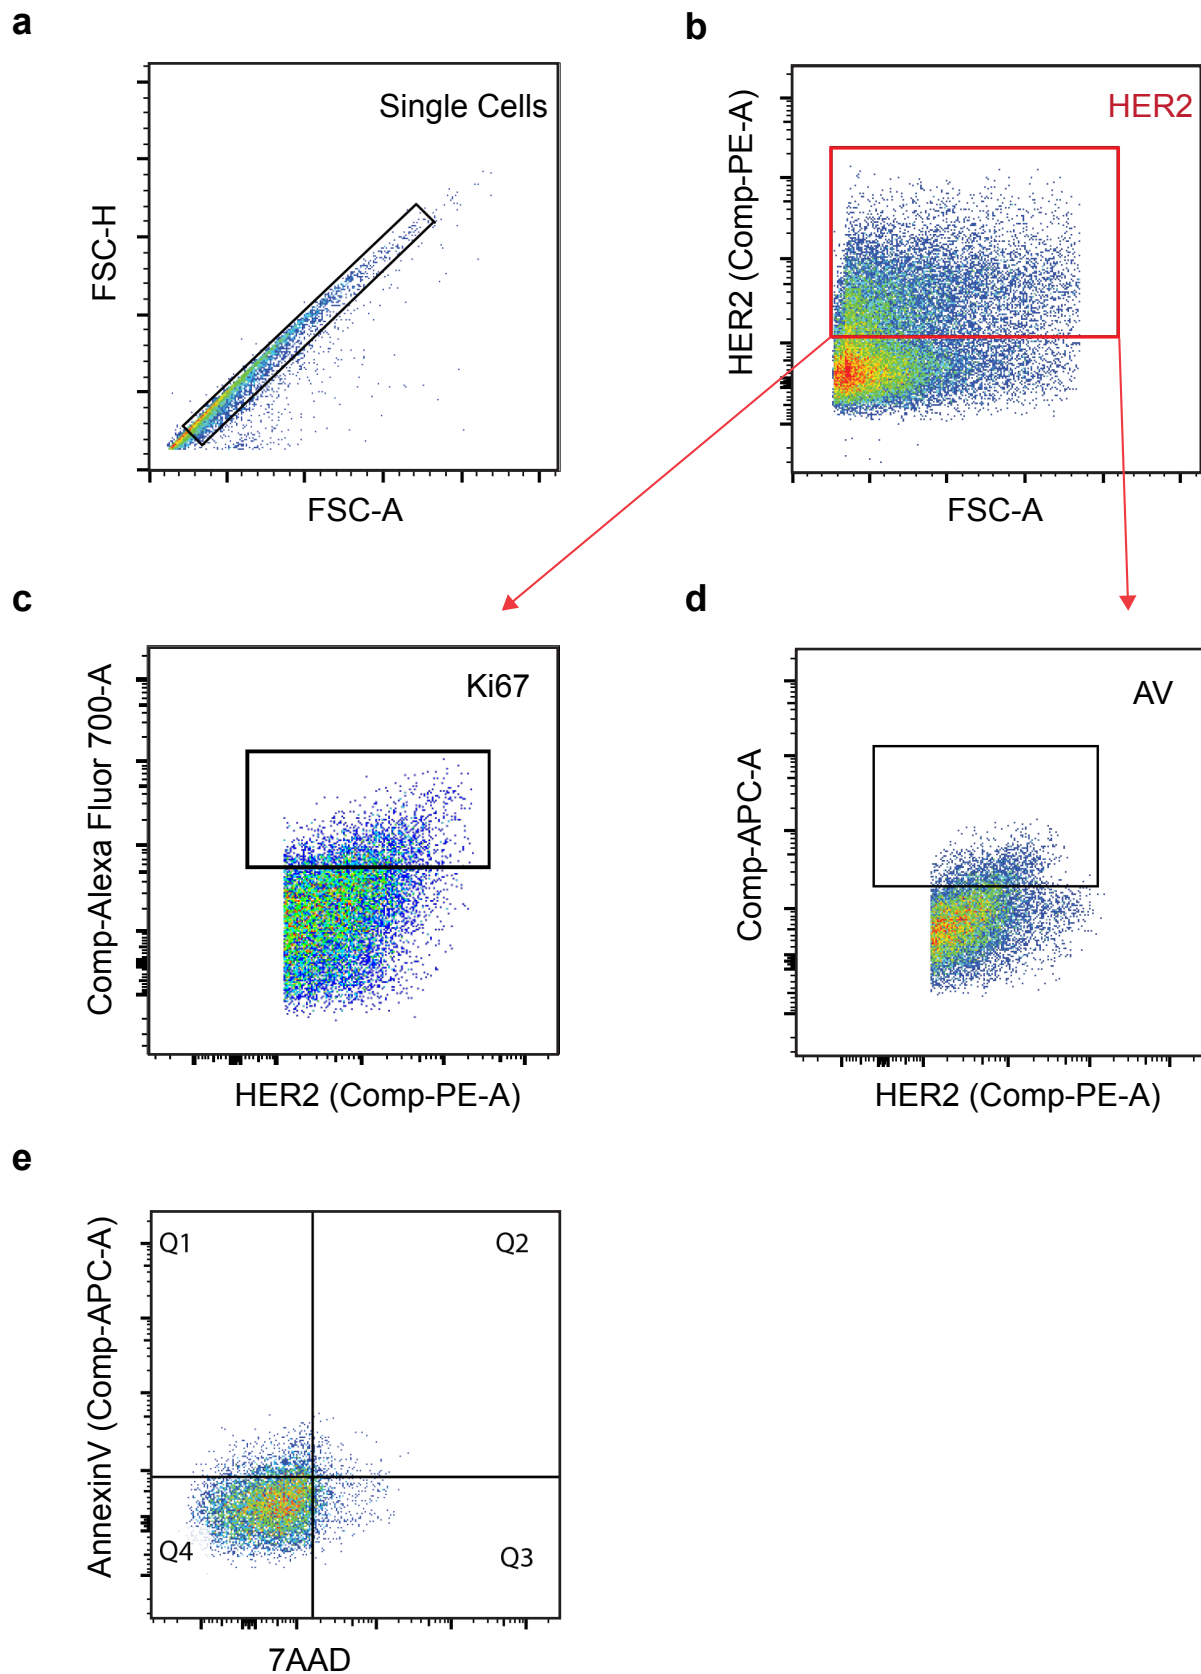 a
Single Cells
FSC-H
FSC-A
b
HER2
HER2 (Comp-PE-A)
FSC-A
c
Ki67
Comp-Alexa Fluor 700-A
HER2 (Comp-PE-A)
d
AV
Comp-APC-A
HER2 (Comp-PE-A)
e
Q1
Q2
Q4
Q3
AnnexinV (Comp-APC-A)
7AAD